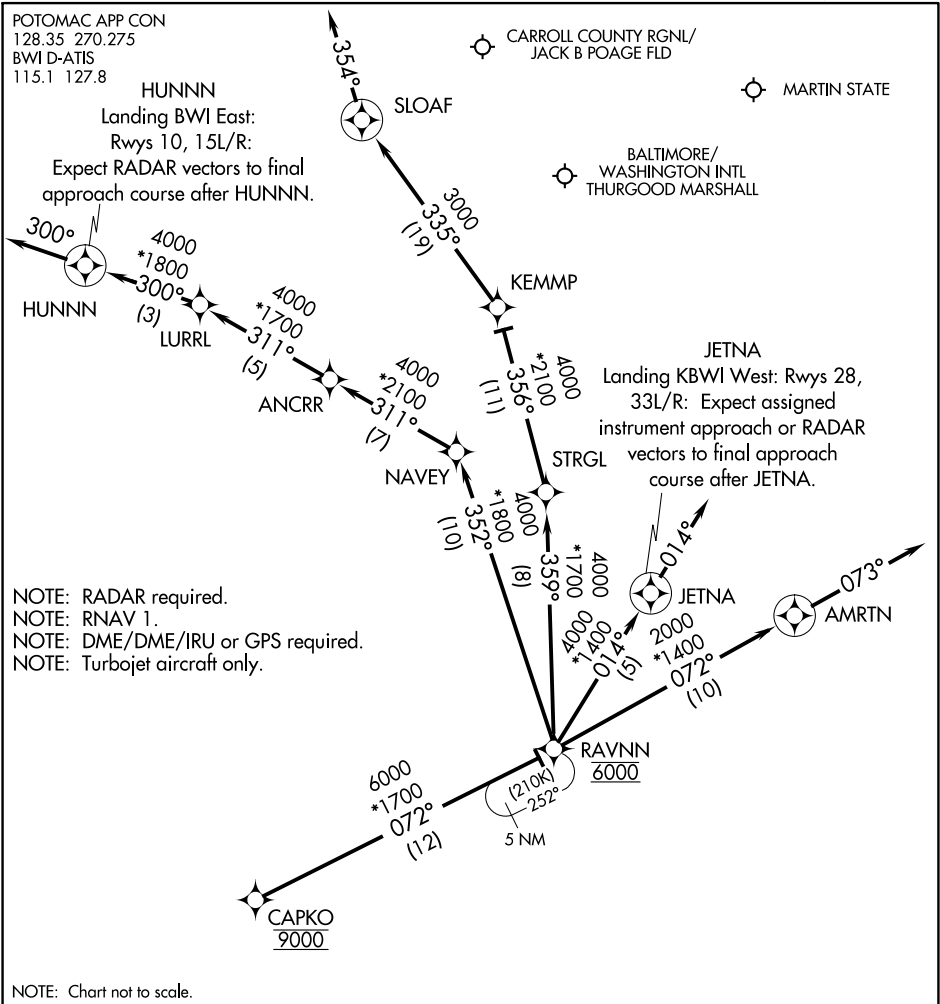 POTOMAC APP CON
128.35 270.275
BWI D-ATIS
115.1 127.8
HUNNN
Landing BWI East:
Rwys 10, 15L/R:
Expect RADAR vectors to final
approach course after HUNNN.
354°
SLOAF
CARROLL COUNTY RGNL/
JACK B POAGE FLD
MARTIN STATE
BALTIMORE/
WASHINGTON INTL
THURGOOD MARSHALL
3000
335°
(19)
KEMMP
300°
HUNNN
4000
*1800
300°
(3)
LURRL
4000
*1700
311°
(5)
ANCRR
4000
*2100
311°
(7)
NAVEY
4000
*2100
356°
(11)
STRGL
JETNA
Landing KBWI West: Rwys 28,
33L/R: Expect assigned
instrument approach or RADAR
vectors to final approach
course after JETNA.
4000
*1800
352°
(10)
4000
*1700
359°
(8)
014°
JETNA
4000
*1400
014°
(5)
073°
AMRTN
2000
*1400
072°
(10)
NOTE: RADAR required.
NOTE: RNAV 1.
NOTE: DME/DME/IRU or GPS required.
NOTE: Turbojet aircraft only.
RAVNN
6000
(210K)
252°
5 NM
6000
*1700
072°
(12)
CAPKO
9000
NOTE: Chart not to scale.